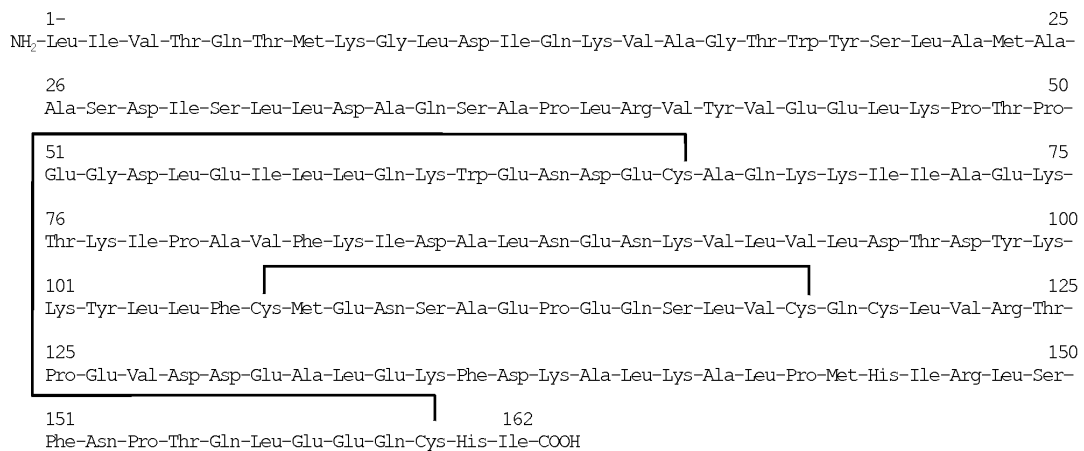 1- 25
NH2-Leu-Ile-Val-Thr-Gln-Thr-Met-Lys-Gly-Leu-Asp-Ile-Gln-Lys-Val-Ala-Gly-Thr-Trp-Tyr-Ser-Leu-Ala-Met-Ala-
26 50
Ala-Ser-Asp-Ile-Ser-Leu-Leu-Asp-Ala-Gln-Ser-Ala-Pro-Leu-Arg-Val-Tyr-Val-Glu-Glu-Leu-Lys-Pro-Thr-Pro-
51 75
Glu-Gly-Asp-Leu-Glu-Ile-Leu-Leu-Gln-Lys-Trp-Glu-Asn-Asp-Glu-Cys-Ala-Gln-Lys-Lys-Ile-Ile-Ala-Glu-Lys-
76 100
Thr-Lys-Ile-Pro-Ala-Val-Phe-Lys-Ile-Asp-Ala-Leu-Asn-Glu-Asn-Lys-Val-Leu-Val-Leu-Asp-Thr-Asp-Tyr-Lys-
101 125
Lys-Tyr-Leu-Leu-Phe-Cys-Met-Glu-Asn-Ser-Ala-Glu-Pro-Glu-Gln-Ser-Leu-Val-Cys-Gln-Cys-Leu-Val-Arg-Thr-
125 150
Pro-Glu-Val-Asp-Asp-Glu-Ala-Leu-Glu-Lys-Phe-Asp-Lys-Ala-Leu-Lys-Ala-Leu-Pro-Met-His-Ile-Arg-Leu-Ser-
151 162
Phe-Asn-Pro-Thr-Gln-Leu-Glu-Glu-Gln-Cys-His-Ile-COOH